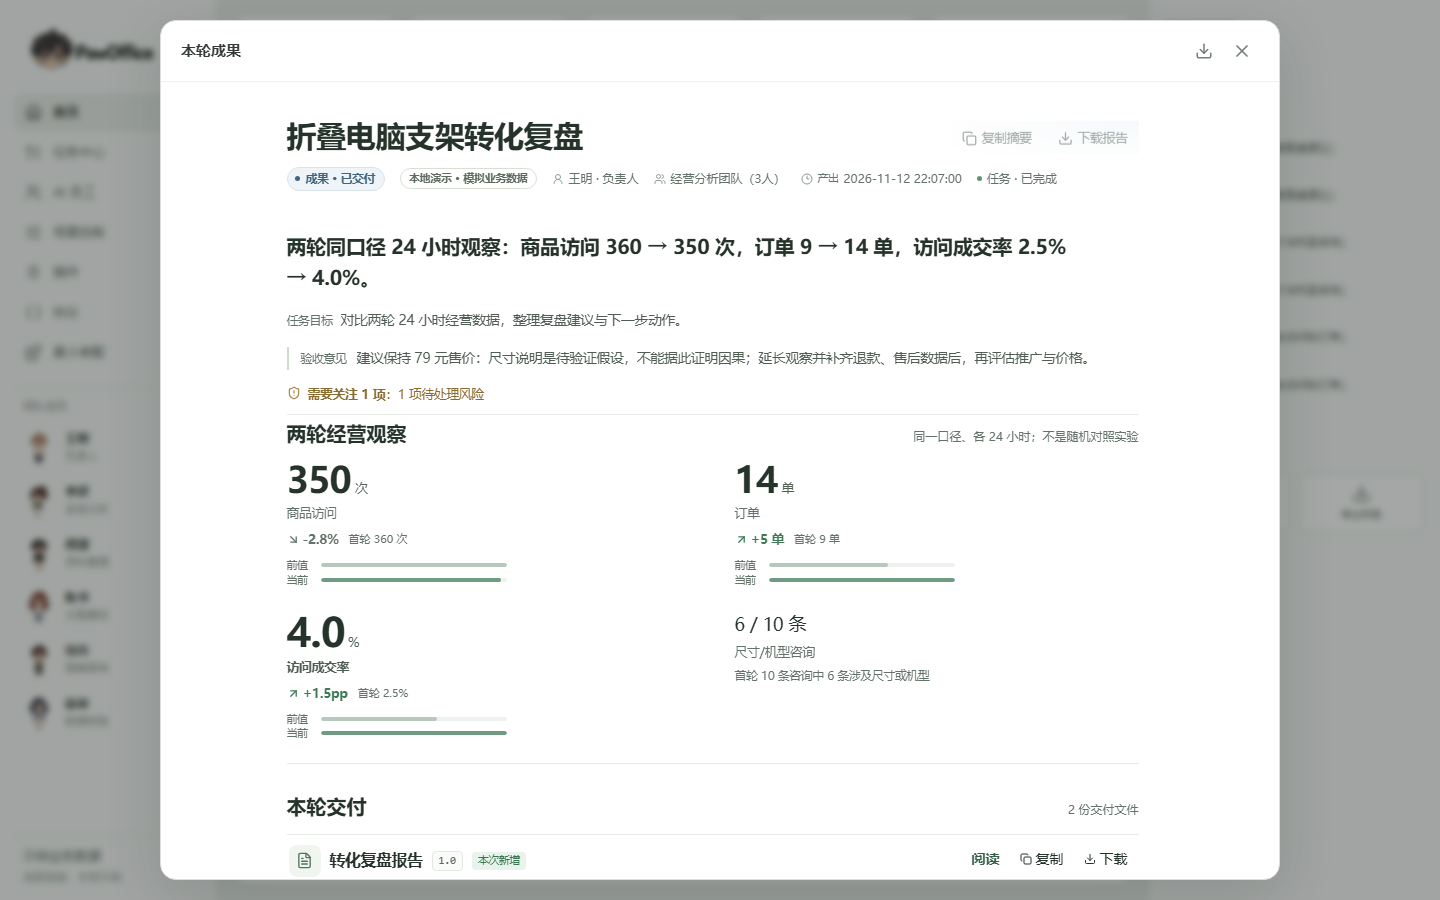 本轮成果
折叠电脑支架转化复盘
复制摘要 下载报告
成果 • 已交付 本地演示 • 模拟业务数据 王明 · 负责人 经营分析团队（3人） 产出 2026-11-12 22:07:00 任务 · 已完成
两轮同口径 24 小时观察：商品访问 360 → 350 次，订单 9 → 14 单，访问成交率 2.5%
→ 4.0%。
任务目标 对比两轮 24 小时经营数据，整理复盘建议与下一步动作。
验收意见 建议保持 79 元售价：尺寸说明是待验证假设，不能据此证明因果；延长观察并补齐退款、售后数据后，再评估推广与价格。
需要关注 1 项：1 项待处理风险
两轮经营观察 同一口径、各 24 小时；不是随机对照实验
350 次 14 单
商品访问 订单
-2.8% 首轮 360 次 +5 单 首轮 9 单
前值 前值
当前 当前
4.0 % 6 / 10 条
访问成交率 尺寸/机型咨询
+1.5pp 首轮 2.5% 首轮 10 条咨询中 6 条涉及尺寸或机型
前值
当前
本轮交付 2 份交付文件
转化复盘报告 1.0 本次新增 阅读 复制 下载